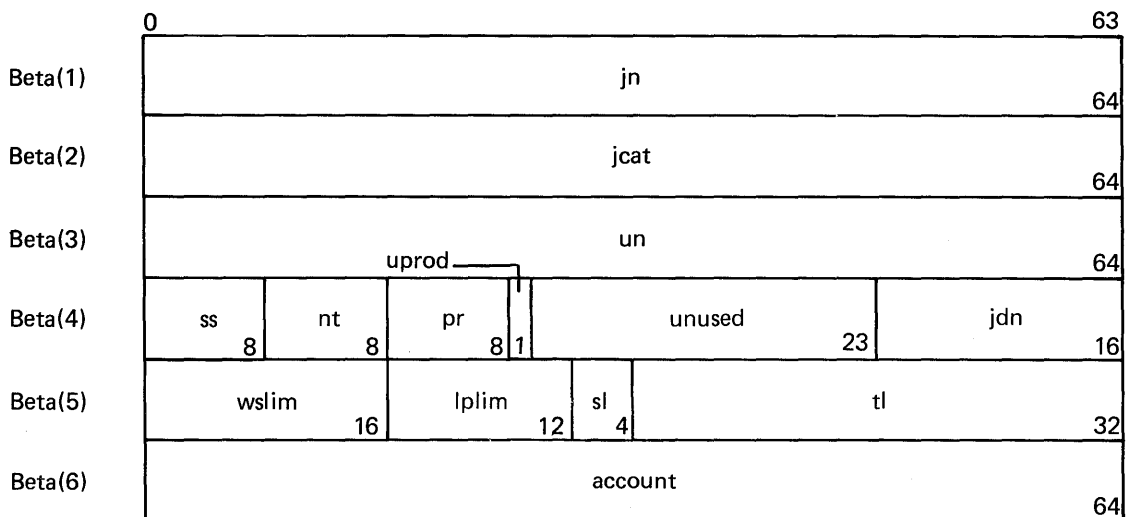 0 63
Beta(1) jn
64
Beta(2) jcat
64
Beta(3) un
64
uprod
Beta(4) ss nt pr unused jdn
8 8 8 1 23 16
Beta(5) wslim lplim sl tl
16 12 4 32
Beta(6) account
64